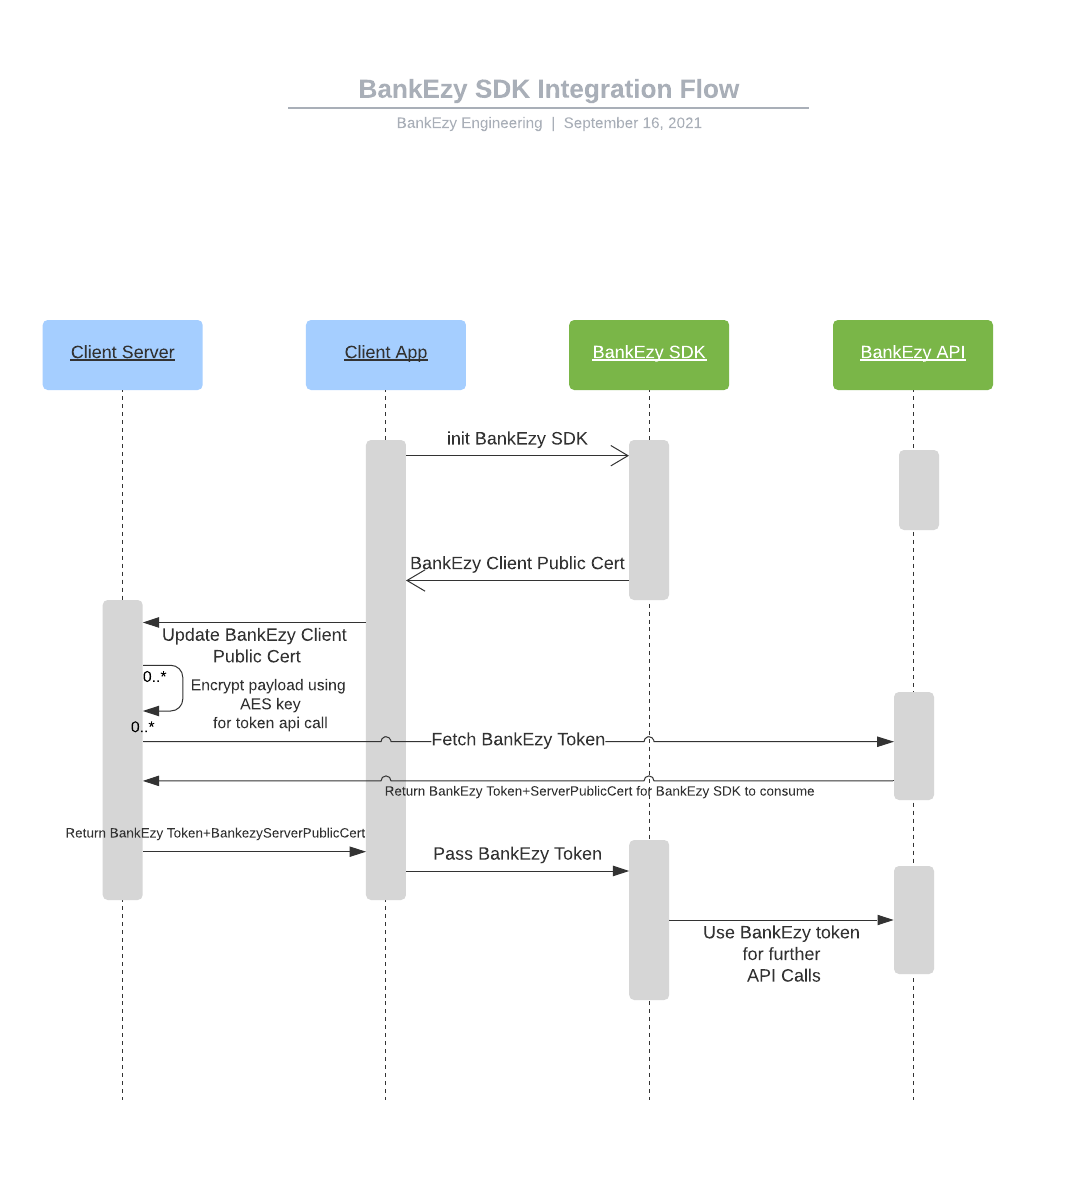 BankEzy SDK Integration Flow
BankEzy Engineering | September 16, 2021
Client Server
Client App
BankEzy SDK
BankEzy API
init BankEzy SDK
BankEzy Client Public Cert
Update BankEzy Client
Public Cert
0..*
Encrypt payload using
AES key
for token api call
0..*
Fetch BankEzy Token
Return BankEzy Token+ServerPublicCert for BankEzy SDK to consume
Return BankEzy Token+BankezyServerPublicCert
Pass BankEzy Token
Use BankEzy token
for further
API Calls